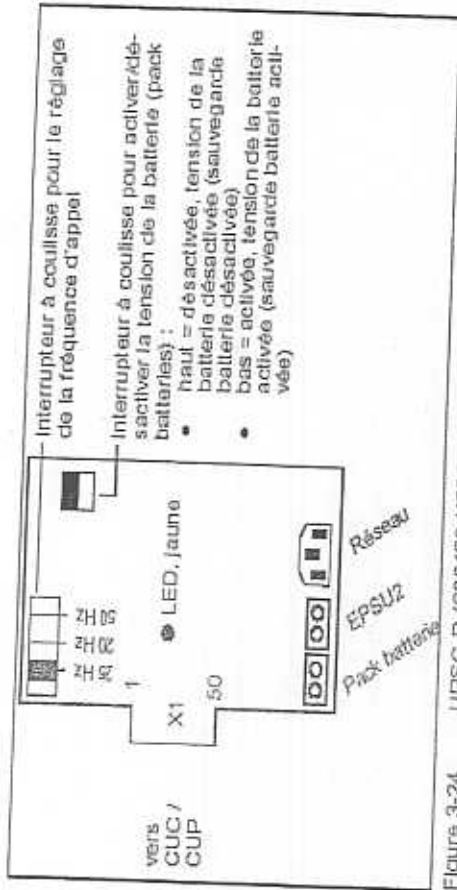 Interrupteur à coulisse pour le réglage
de la fréquence d'appel
Interrupteur à coulisse pour activer/dé-
sactiver la tension de la batterie (pack
batteries) :
• haut = désactivée, tension de la
batterie désactivée (sauvegarde
batterie désactivée)
• bas = activée, tension de la batterie
activée (sauvegarde batterie acti-
vée)
25 Hz
20 Hz
50 Hz
LED, jaune
1
X1
50
vers
CUC /
CUP
Pack batterie
EPSU2
Réseau
Figure 3-24